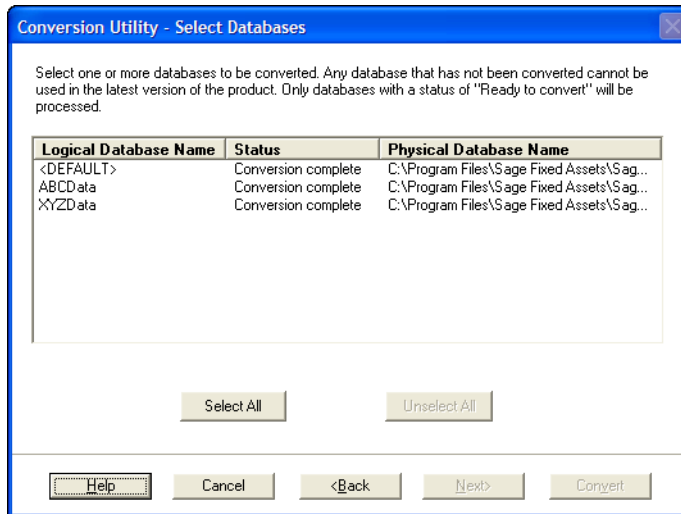 Conversion Utility - Select Databases
Select one or more databases to be converted. Any database that has not been converted cannot be
used in the latest version of the product. Only databases with a status of "Ready to convert" will be
processed.
Logical Database Name Status Physical Database Name
<DEFAULT> Conversion complete C:\Program Files\Sage Fixed Assets\Sag...
ABCData Conversion complete C:\Program Files\Sage Fixed Assets\Sag...
XYZData Conversion complete C:\Program Files\Sage Fixed Assets\Sag...
Select All Unselect All
Help Cancel <Back Next> Convert